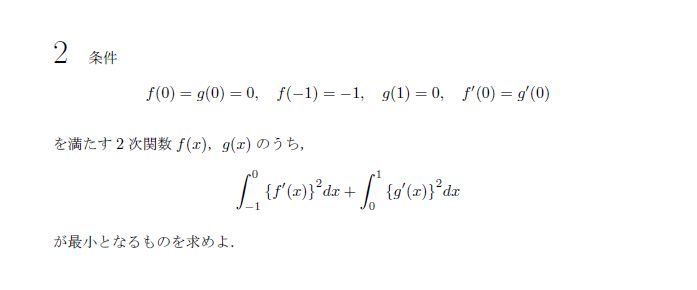 2 条件
f(0) = g(0) = 0, f(−1) = −1, g(1) = 0, f′(0) = g′(0)
を満たす 2 次関数 f(x), g(x) のうち,
∫_{−1}^{0} {f′(x)}² dx + ∫_{0}^{1} {g′(x)}² dx
が最小となるものを求めよ.